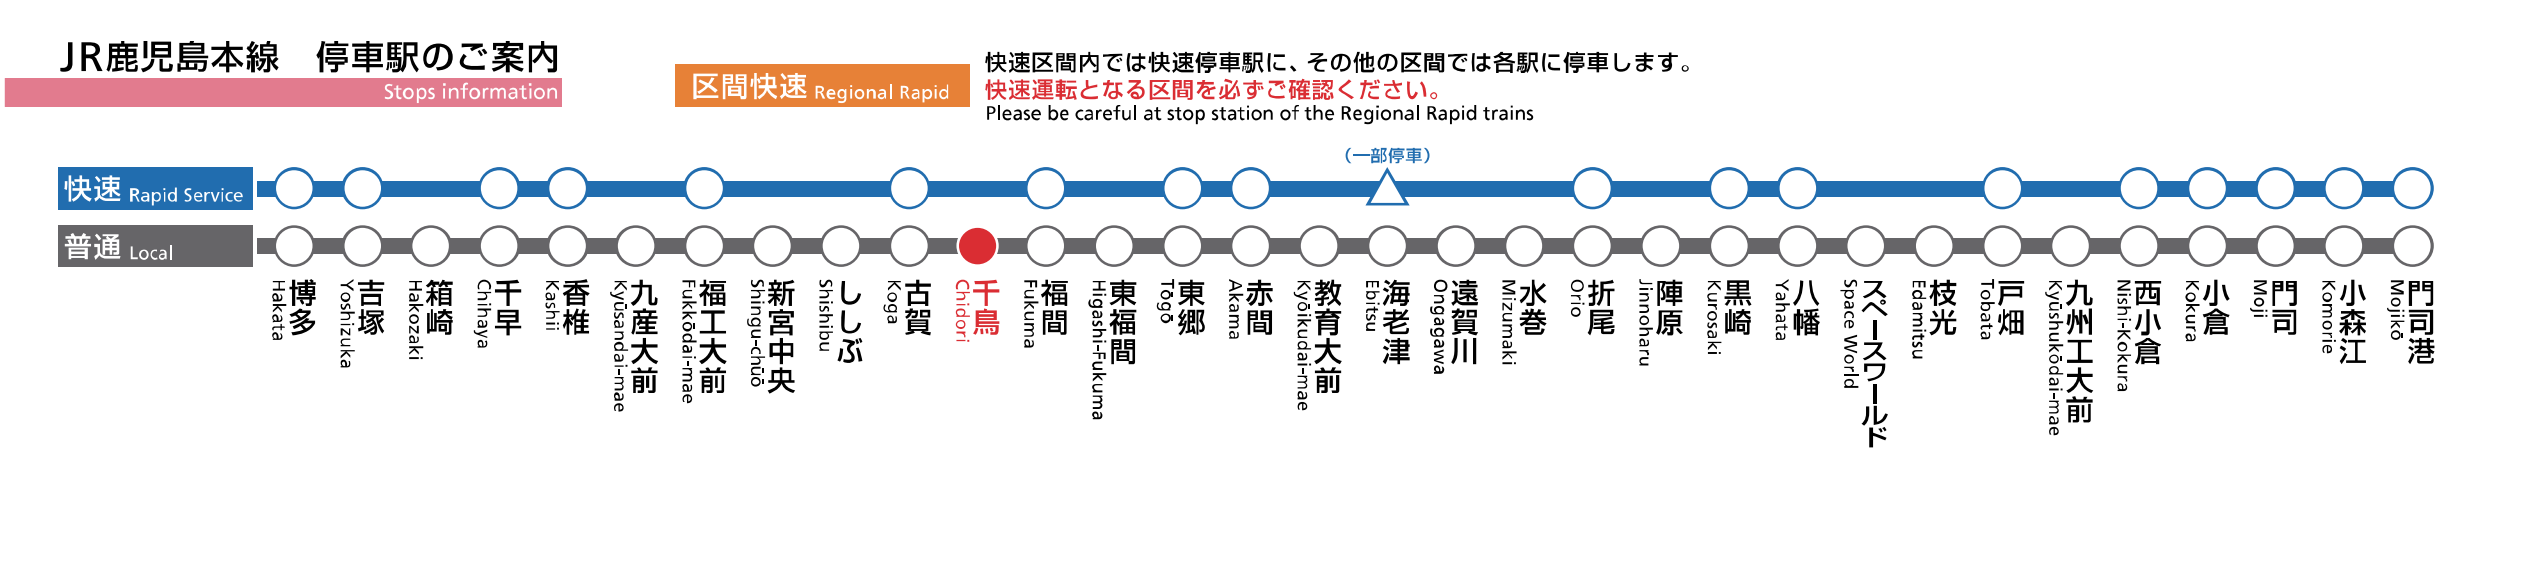 JR鹿児島本線　停車駅のご案内
Stops information
区間快速 Regional Rapid
快速区間内では快速停車駅に、その他の区間では各駅に停車します。
快速運転となる区間を必ずご確認ください。
Please be careful at stop station of the Regional Rapid trains
(一部停車)
快速 Rapid Service
普通 Local
博多
Hakata
吉塚
Yoshizuka
箱崎
Hakozaki
千早
Chihaya
香椎
Kashii
九産大前
Kyūsandai-mae
福工大前
Fukkōdai-mae
新宮中央
Shingu-chūō
ししぶ
Shishibu
古賀
Koga
千鳥
Chidori
福間
Fukuma
東福間
Higashi-Fukuma
東郷
Tōgō
赤間
Akama
教育大前
Kyōikudai-mae
海老津
Ebitsu
遠賀川
Ongagawa
水巻
Mizumaki
折尾
Orio
陣原
Jinnoharu
黒崎
Kurosaki
八幡
Yahata
スペースワールド
Space World
枝光
Edamitsu
戸畑
Tobata
九州工大前
Kyūshukōdai-mae
西小倉
Nishi-Kokura
小倉
Kokura
門司
Moji
小森江
Komorie
門司港
Mojikō